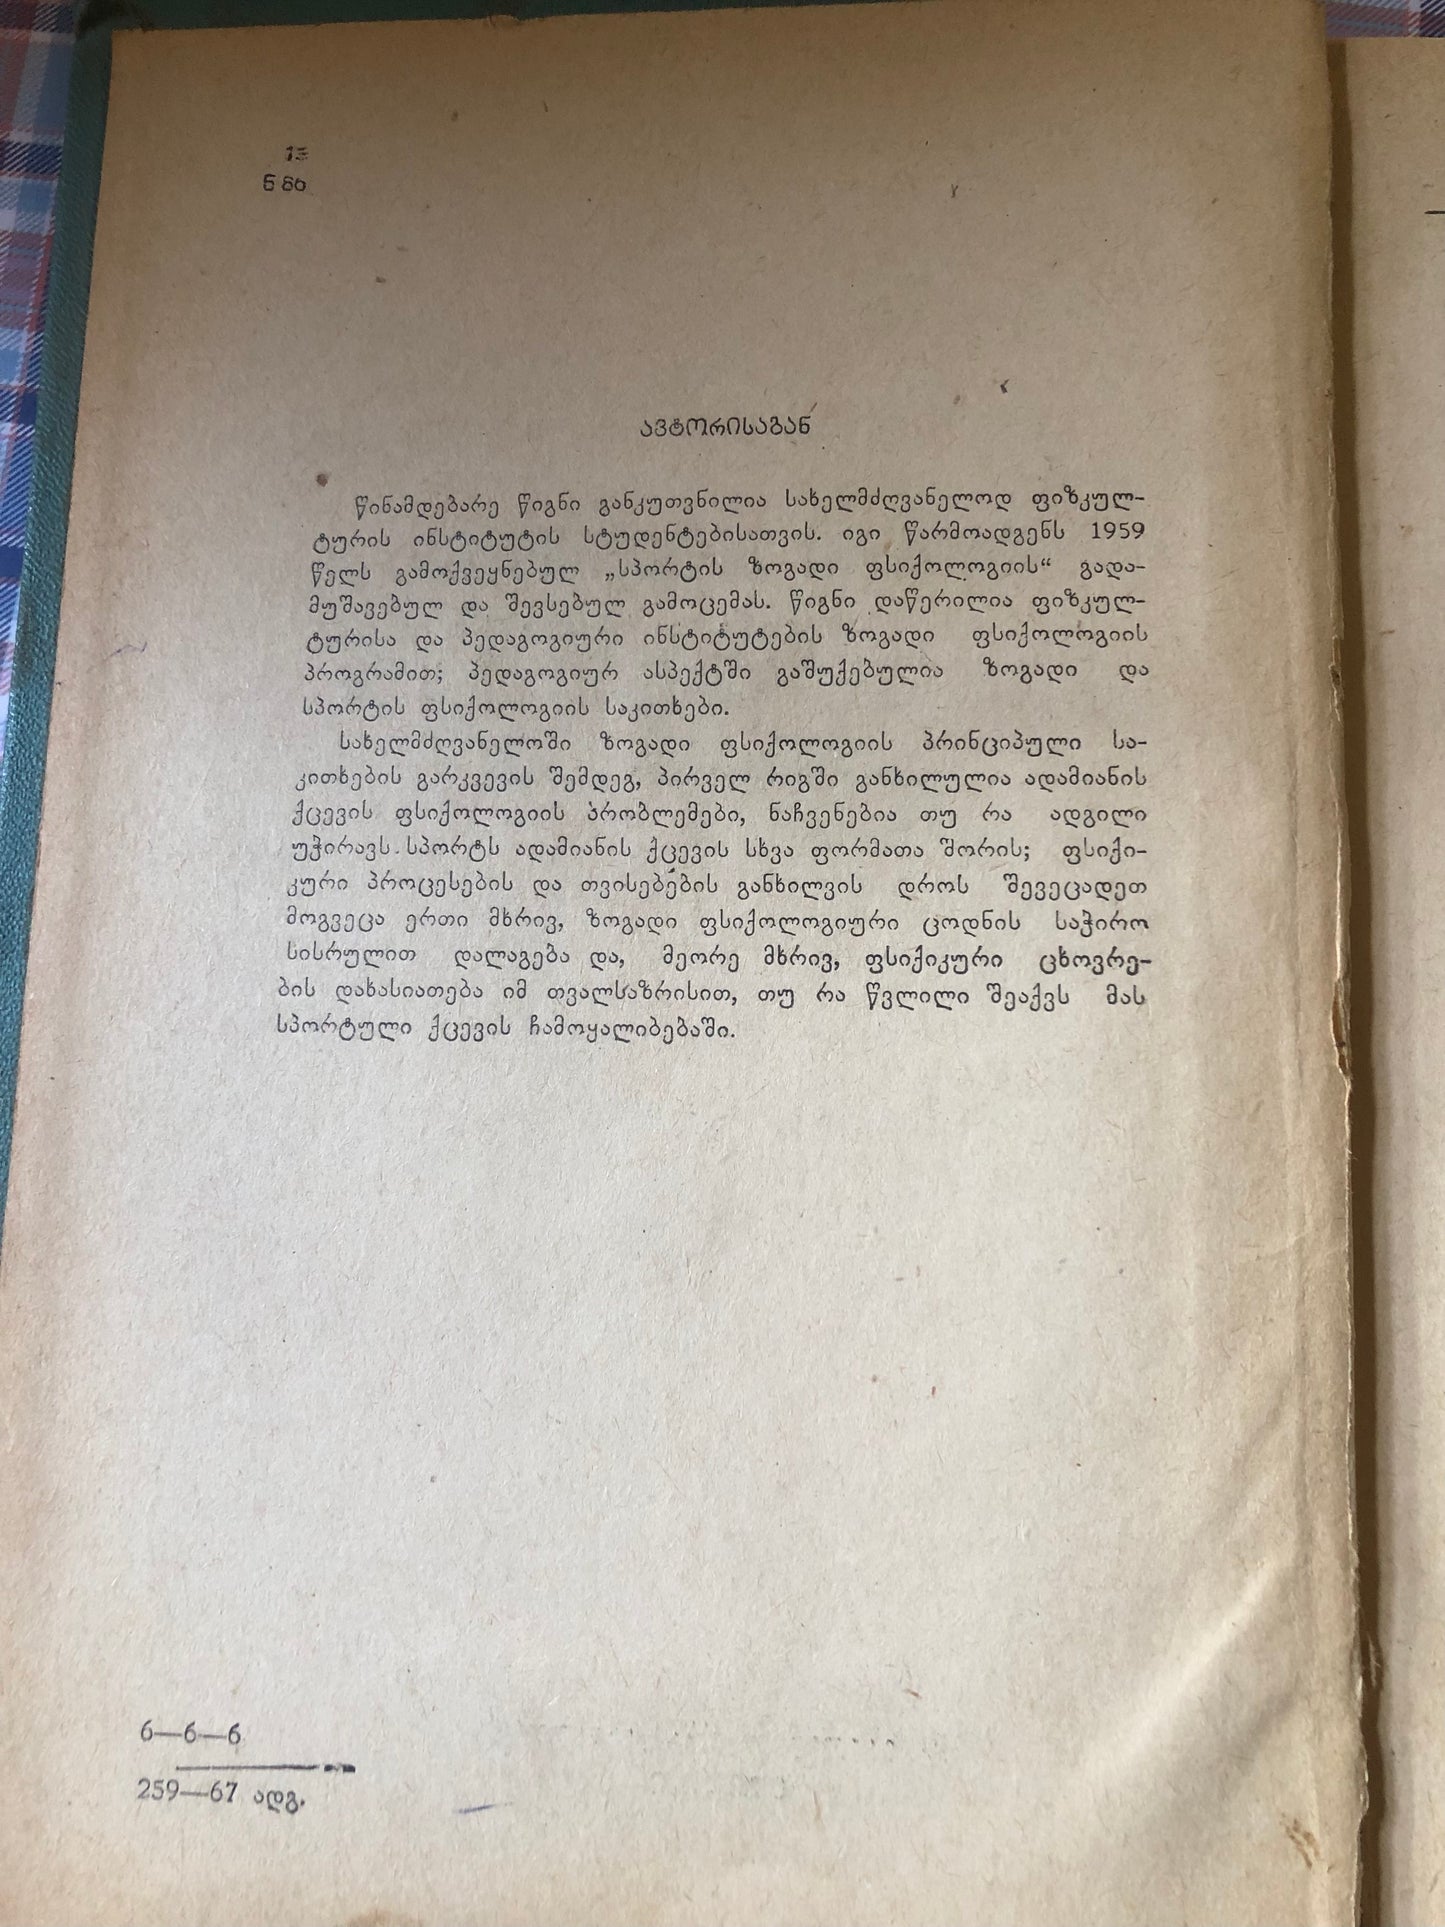 15
ავტორისაგან
წინამდებარე წიგნი განკუთვნილია სახელმძღვანელოდ ფიზკულ-
ტურის ინსტიტუტის სტუდენტებისათვის. იგი წარმოადგენს 1959
წელს გამოქვეყნებულ „სპორტის ზოგადი ფსიქოლოგიის“ გადა-
მუშავებულ და შევსებულ გამოცემას. წიგნი დაწერილია ფიზკულ-
ტურისა და პედაგოგიური ინსტიტუტების ზოგადი ფსიქოლოგიის
პროგრამით; პედაგოგიურ ასპექტში გაშუქებულია ზოგადი და
სპორტის ფსიქოლოგიის საკითხები.
სახელმძღვანელოში ზოგადი ფსიქოლოგიის პრინციპული სა-
კითხების გარკვევის შემდეგ, პირველ რიგში განხილულია ადამიანის
ქცევის ფსიქოლოგიის პრობლემები, ნაჩვენებია თუ რა ადგილი
უჭირავს სპორტს ადამიანის ქცევის სხვა ფორმათა შორის; ფსიქი-
კური პროცესების და თვისებების განხილვის დროს შევეცადეთ
მოგვეცა ერთი მხრივ, ზოგადი ფსიქოლოგიური ცოდნის საჭირო
სისრულით დალაგება და, მეორე მხრივ, ფსიქიკური ცხოვრე-
ბის დახასიათება იმ თვალსაზრისით, თუ რა წვლილი შეაქვს მას
სპორტული ქცევის ჩამოყალიბებაში.
6—6—6
259—67 ადგ.